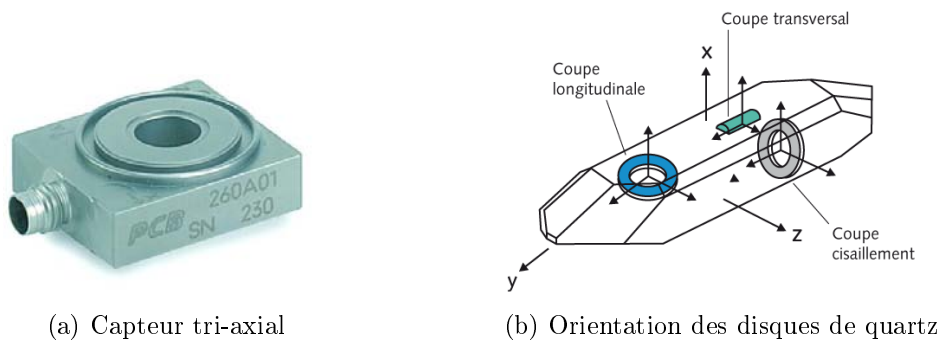 260A01
PCB
SN
230
Coupe transversal
x
Coupe
longitudinale
z
Coupe
cisaillement
y
(a) Capteur tri-axial
(b) Orientation des disques de quartz